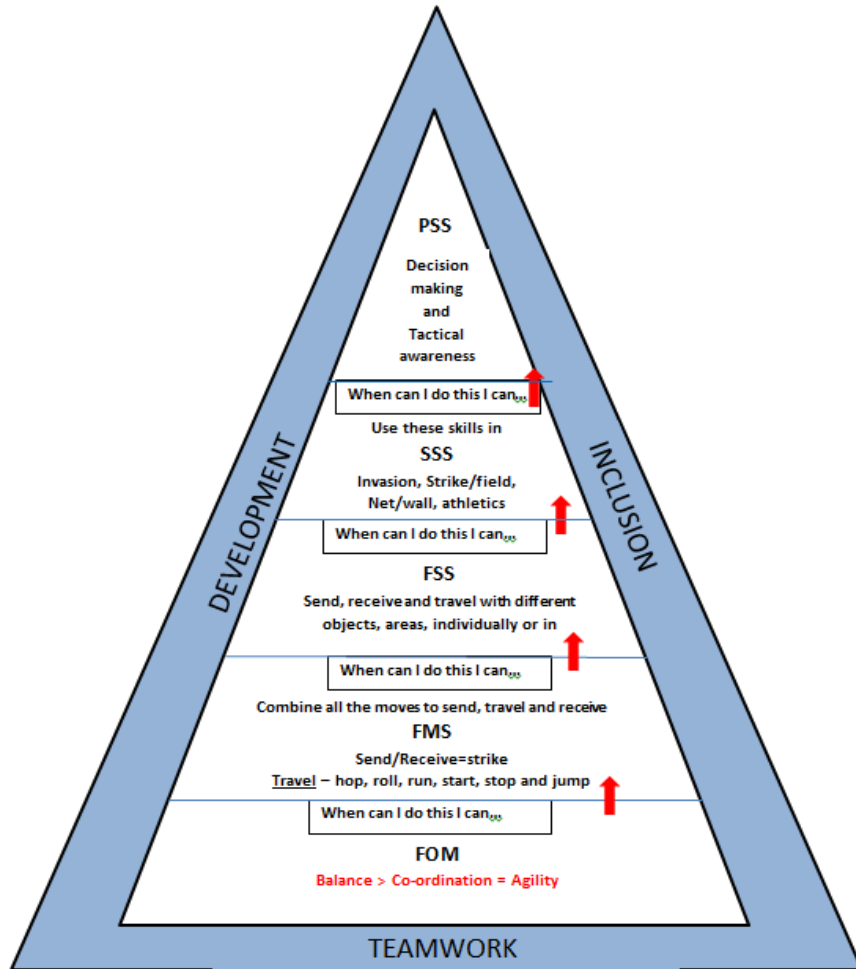 PSS
Decision
making
and
Tactical
awareness
When can I do this I can,,,
Use these skills in
SSS
Invasion, Strike/field,
Net/wall, athletics
When can I do this I can,,,
FSS
Send, receive and travel with different
objects, areas, individually or in
When can I do this I can,,,
Combine all the moves to send, travel and receive
FMS
Send/Receive=strike
Travel – hop, roll, run, start, stop and jump
When can I do this I can,,,
FOM
Balance > Co-ordination = Agility
DEVELOPMENT
INCLUSION
TEAMWORK